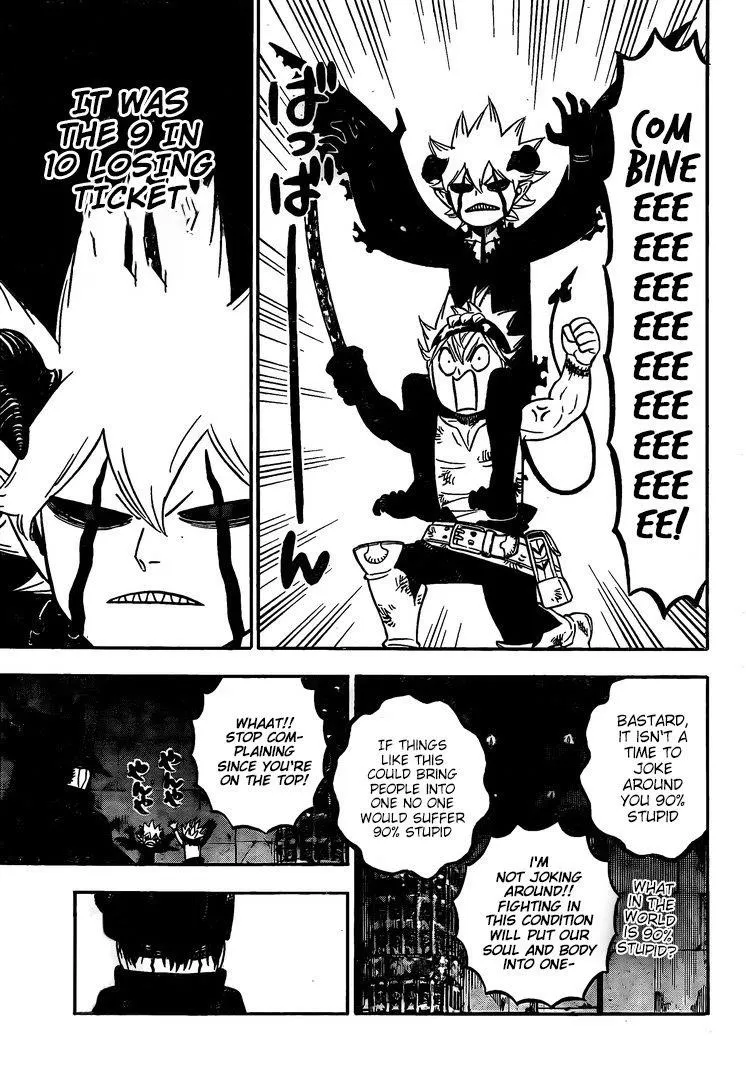 COM
BINE
EEE
EEE
EEE
EEE
EEE
EEE
EEE
EEE
EE!
ばっばーーん
IT WAS
THE 9 IN
10 LOSING
TICKET
BASTARD,
IT ISN'T A
TIME TO
JOKE
AROUND
YOU 90%
STUPID
WHAT
IN THE
WORLD
IS 90%
STUPID?
I'M
NOT JOKING
AROUND!!
FIGHTING IN
THIS CONDITION
WILL PUT OUR
SOUL AND BODY
INTO ONE-
IF THINGS
LIKE THIS
COULD BRING
PEOPLE INTO
ONE NO ONE
WOULD SUFFER
90% STUPID
WHAAT!!
STOP COM-
PLAINING
SINCE YOU'RE
ON THE TOP!